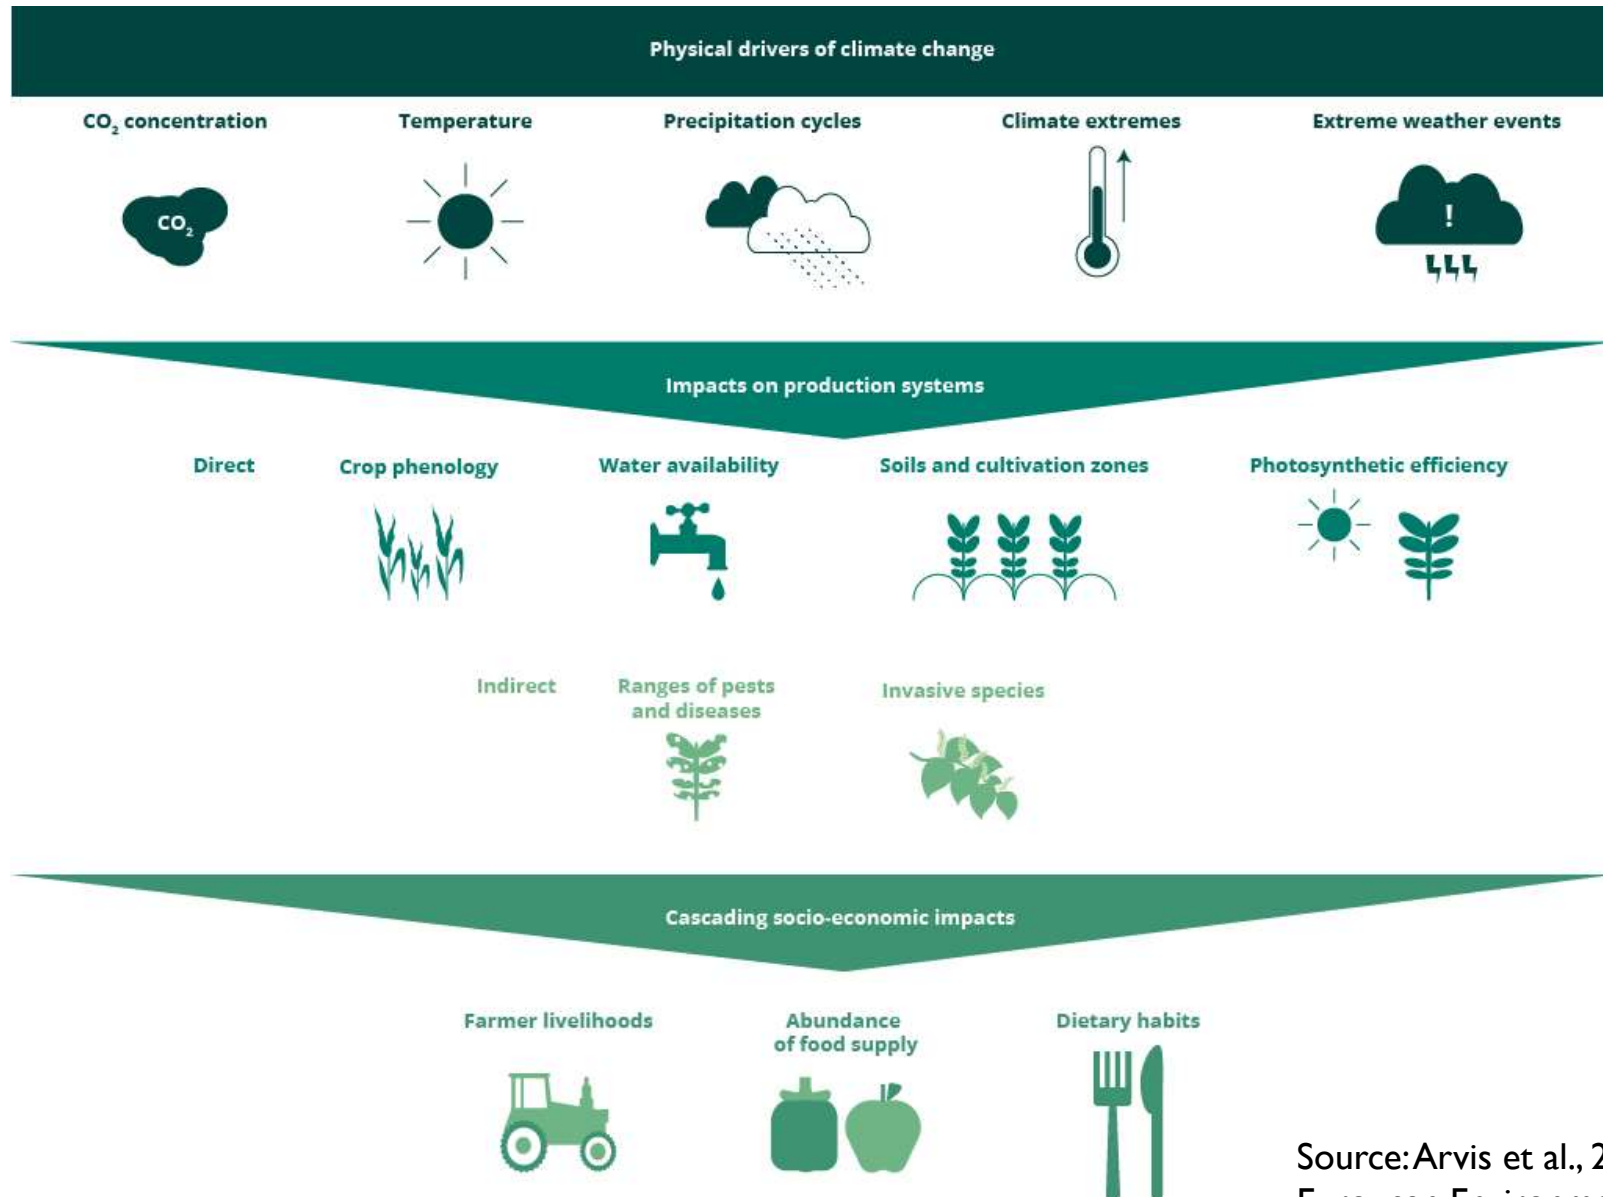 Physical drivers of climate change
CO₂ concentration
Temperature
Precipitation cycles
Climate extremes
Extreme weather events
CO₂
!
Impacts on production systems
Direct
Crop phenology
Water availability
Soils and cultivation zones
Photosynthetic efficiency
Indirect
Ranges of pests
and diseases
Invasive species
Cascading socio-economic impacts
Farmer livelihoods
Abundance
of food supply
Dietary habits
Source: Arvis et al., 2